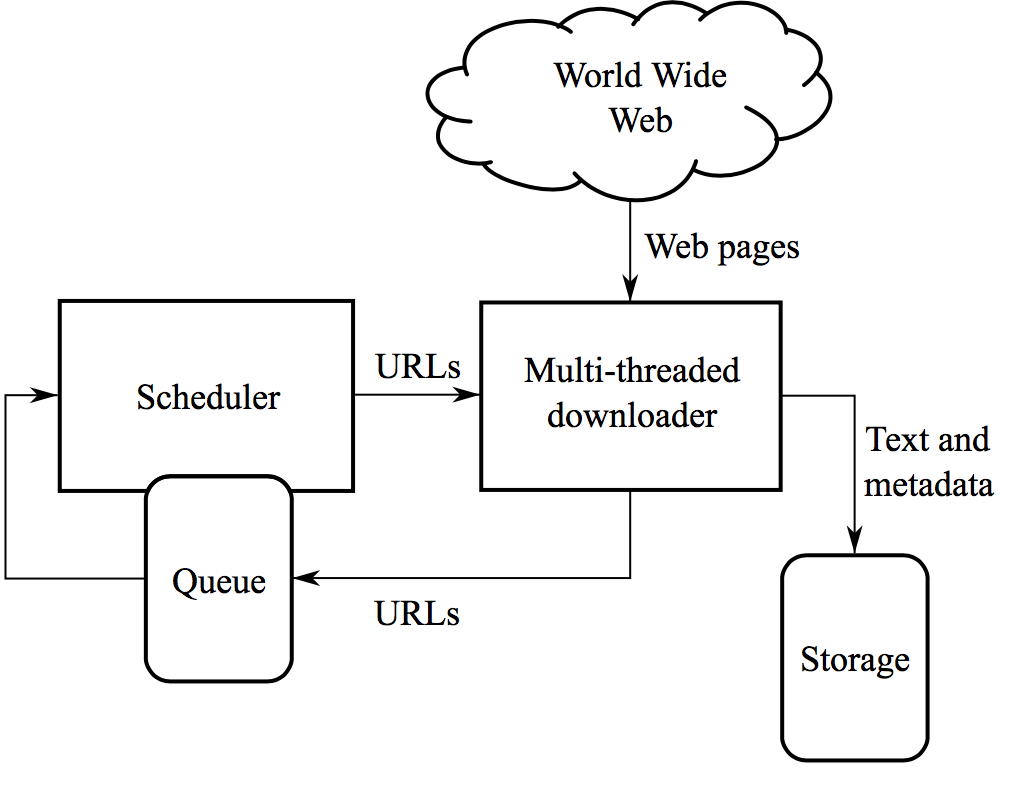 World Wide
Web
Web pages
Scheduler
URLs
Multi-threaded
downloader
Text and
metadata
Queue
URLs
Storage